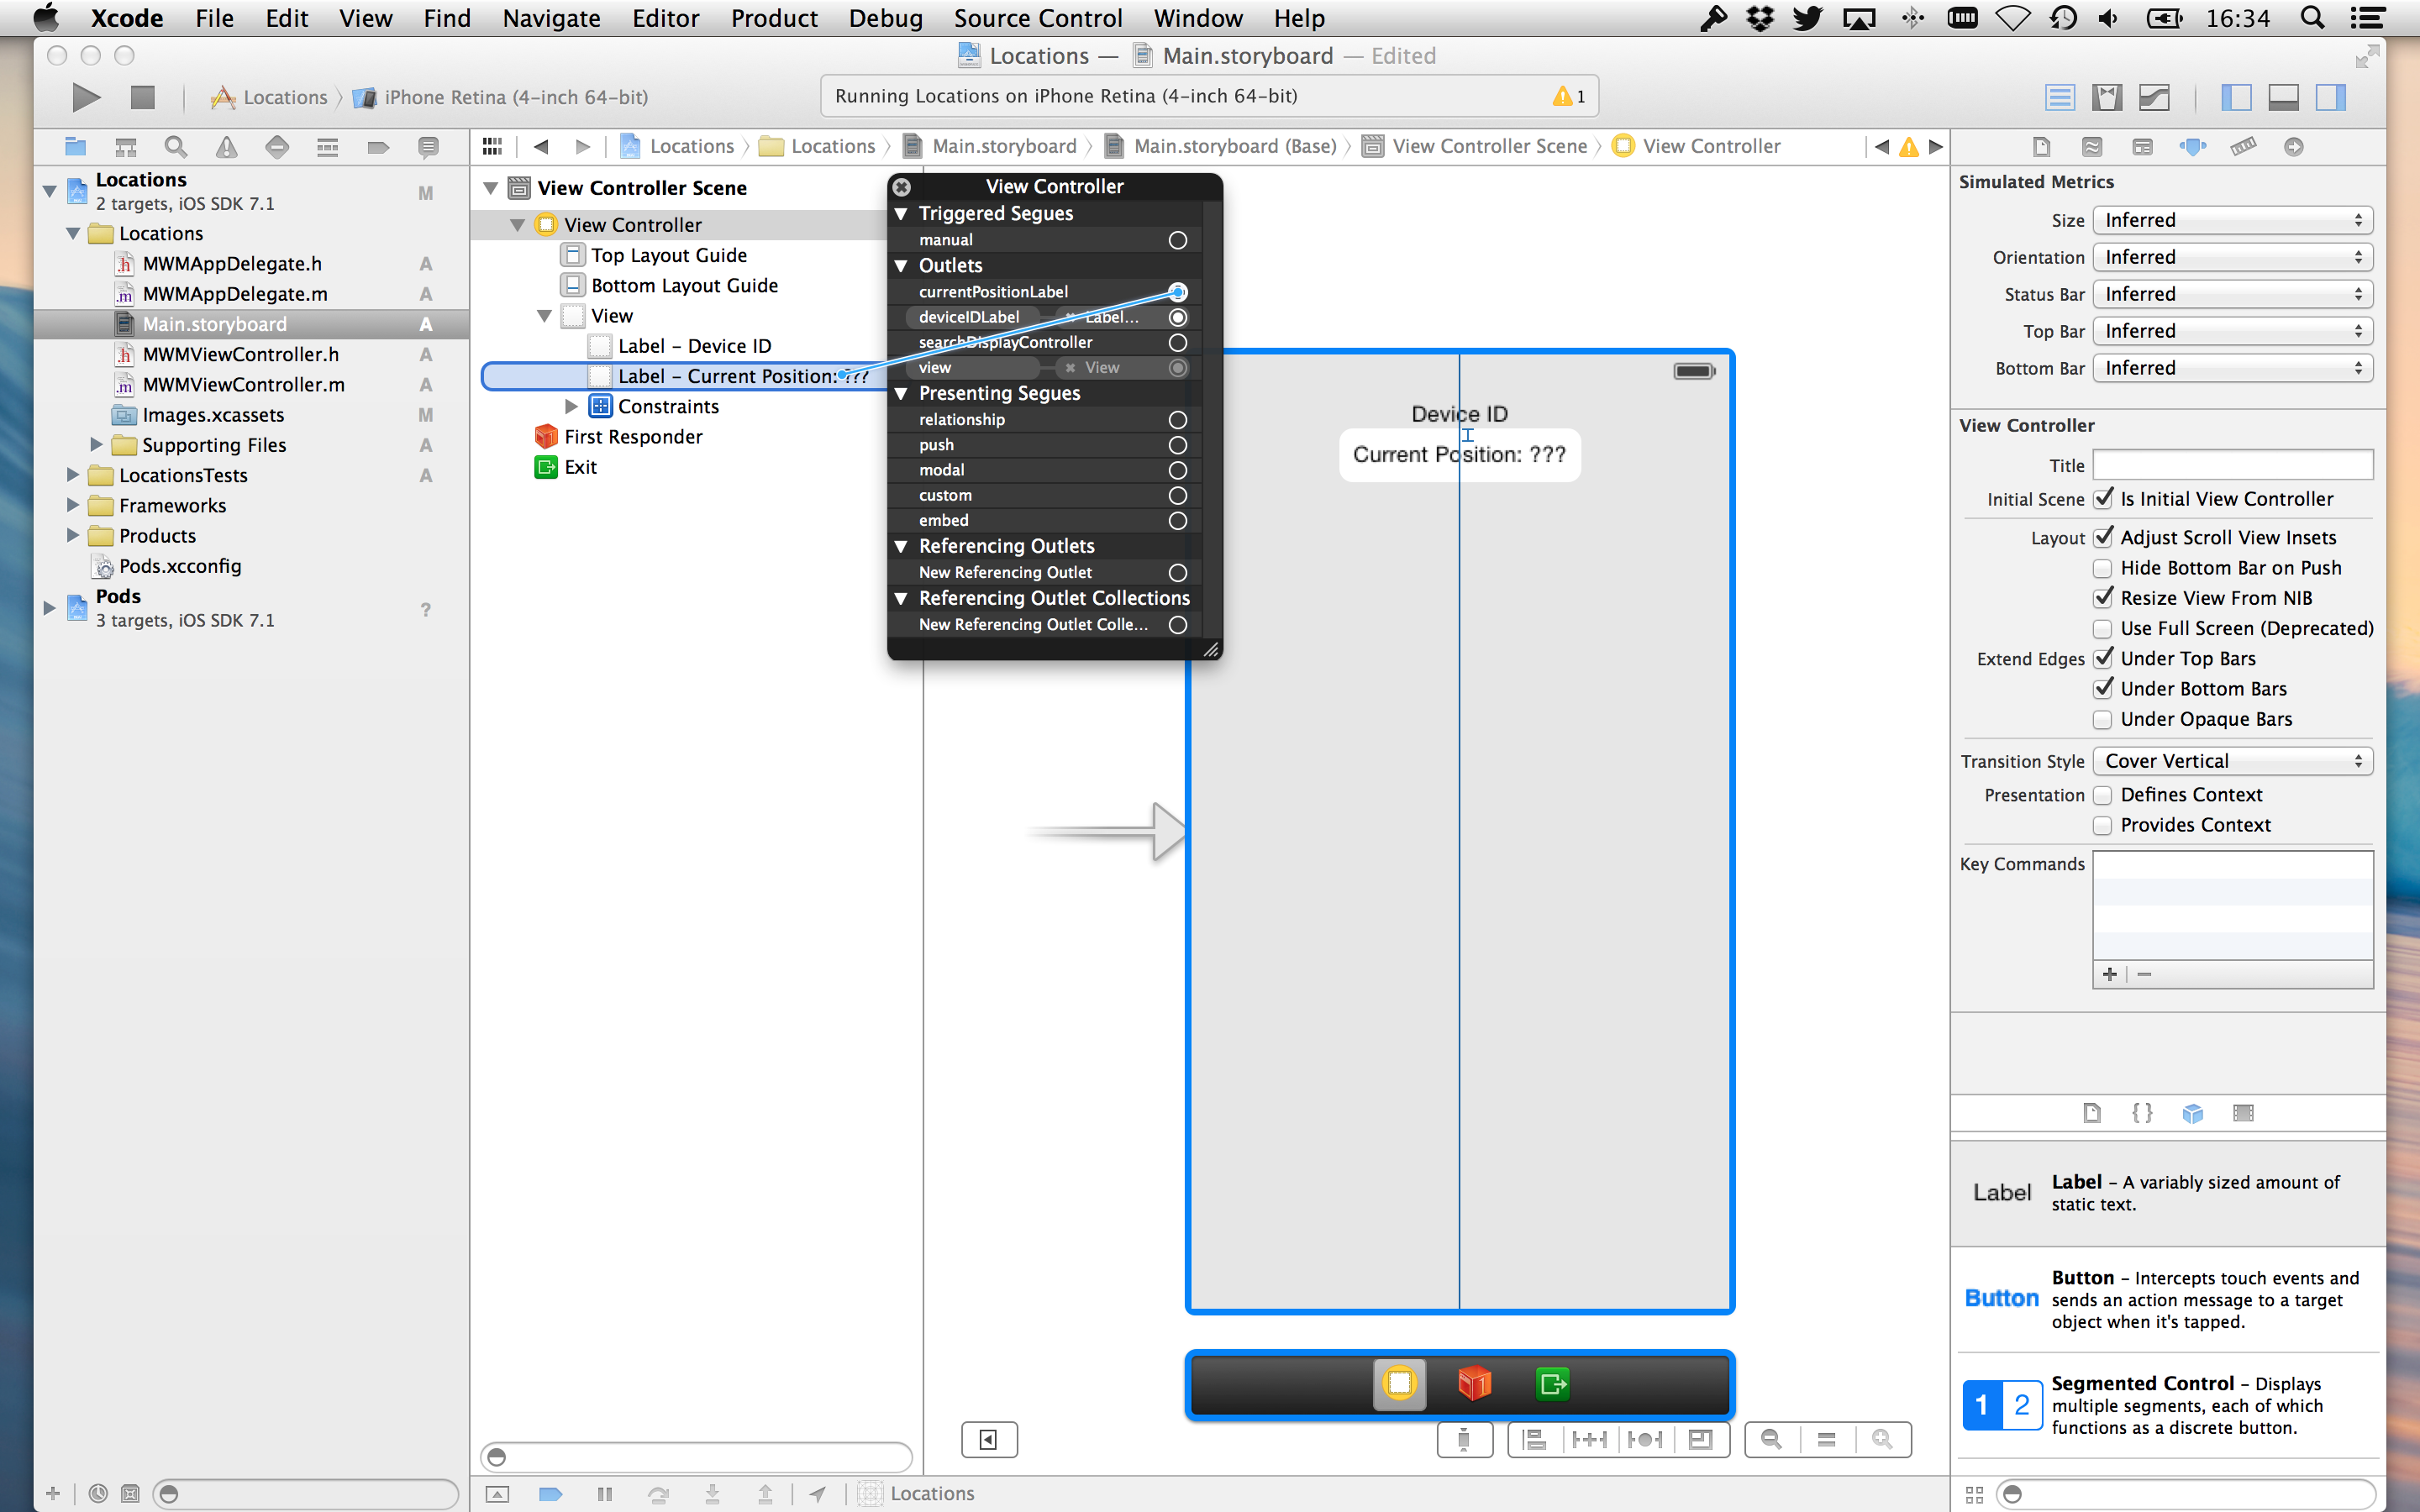 Xcode File Edit View Find Navigate Editor Product Debug Source Control Window Help 16:34
Locations — Main.storyboard — Edited
Locations iPhone Retina (4-inch 64-bit)
Running Locations on iPhone Retina (4-inch 64-bit) 1
Locations Locations Main.storyboard Main.storyboard (Base) View Controller Scene View Controller
Locations M
2 targets, iOS SDK 7.1
Locations
MWMAppDelegate.h A
MWMAppDelegate.m A
Main.storyboard A
MWMViewController.h A
MWMViewController.m A
Images.xcassets M
Supporting Files A
LocationsTests A
Frameworks
Products
Pods.xcconfig
Pods ?
3 targets, iOS SDK 7.1
View Controller Scene
View Controller
Top Layout Guide
Bottom Layout Guide
View
Label – Device ID
Label – Current Position: ???
Constraints
First Responder
Exit
View Controller
Triggered Segues
manual
Outlets
currentPositionLabel
deviceIDLabel Label...
searchDisplayController
view View
Presenting Segues
relationship
push
modal
custom
embed
Referencing Outlets
New Referencing Outlet
Referencing Outlet Collections
New Referencing Outlet Colle...
Device ID
Current Position: ???
Locations
Simulated Metrics
Size Inferred
Orientation Inferred
Status Bar Inferred
Top Bar Inferred
Bottom Bar Inferred
View Controller
Title
Initial Scene Is Initial View Controller
Layout Adjust Scroll View Insets
Hide Bottom Bar on Push
Resize View From NIB
Use Full Screen (Deprecated)
Extend Edges Under Top Bars
Under Bottom Bars
Under Opaque Bars
Transition Style Cover Vertical
Presentation Defines Context
Provides Context
Key Commands
Label
Label – A variably sized amount of
static text.
Button
Button – Intercepts touch events and
sends an action message to a target
object when it's tapped.
1 2
Segmented Control – Displays
multiple segments, each of which
functions as a discrete button.